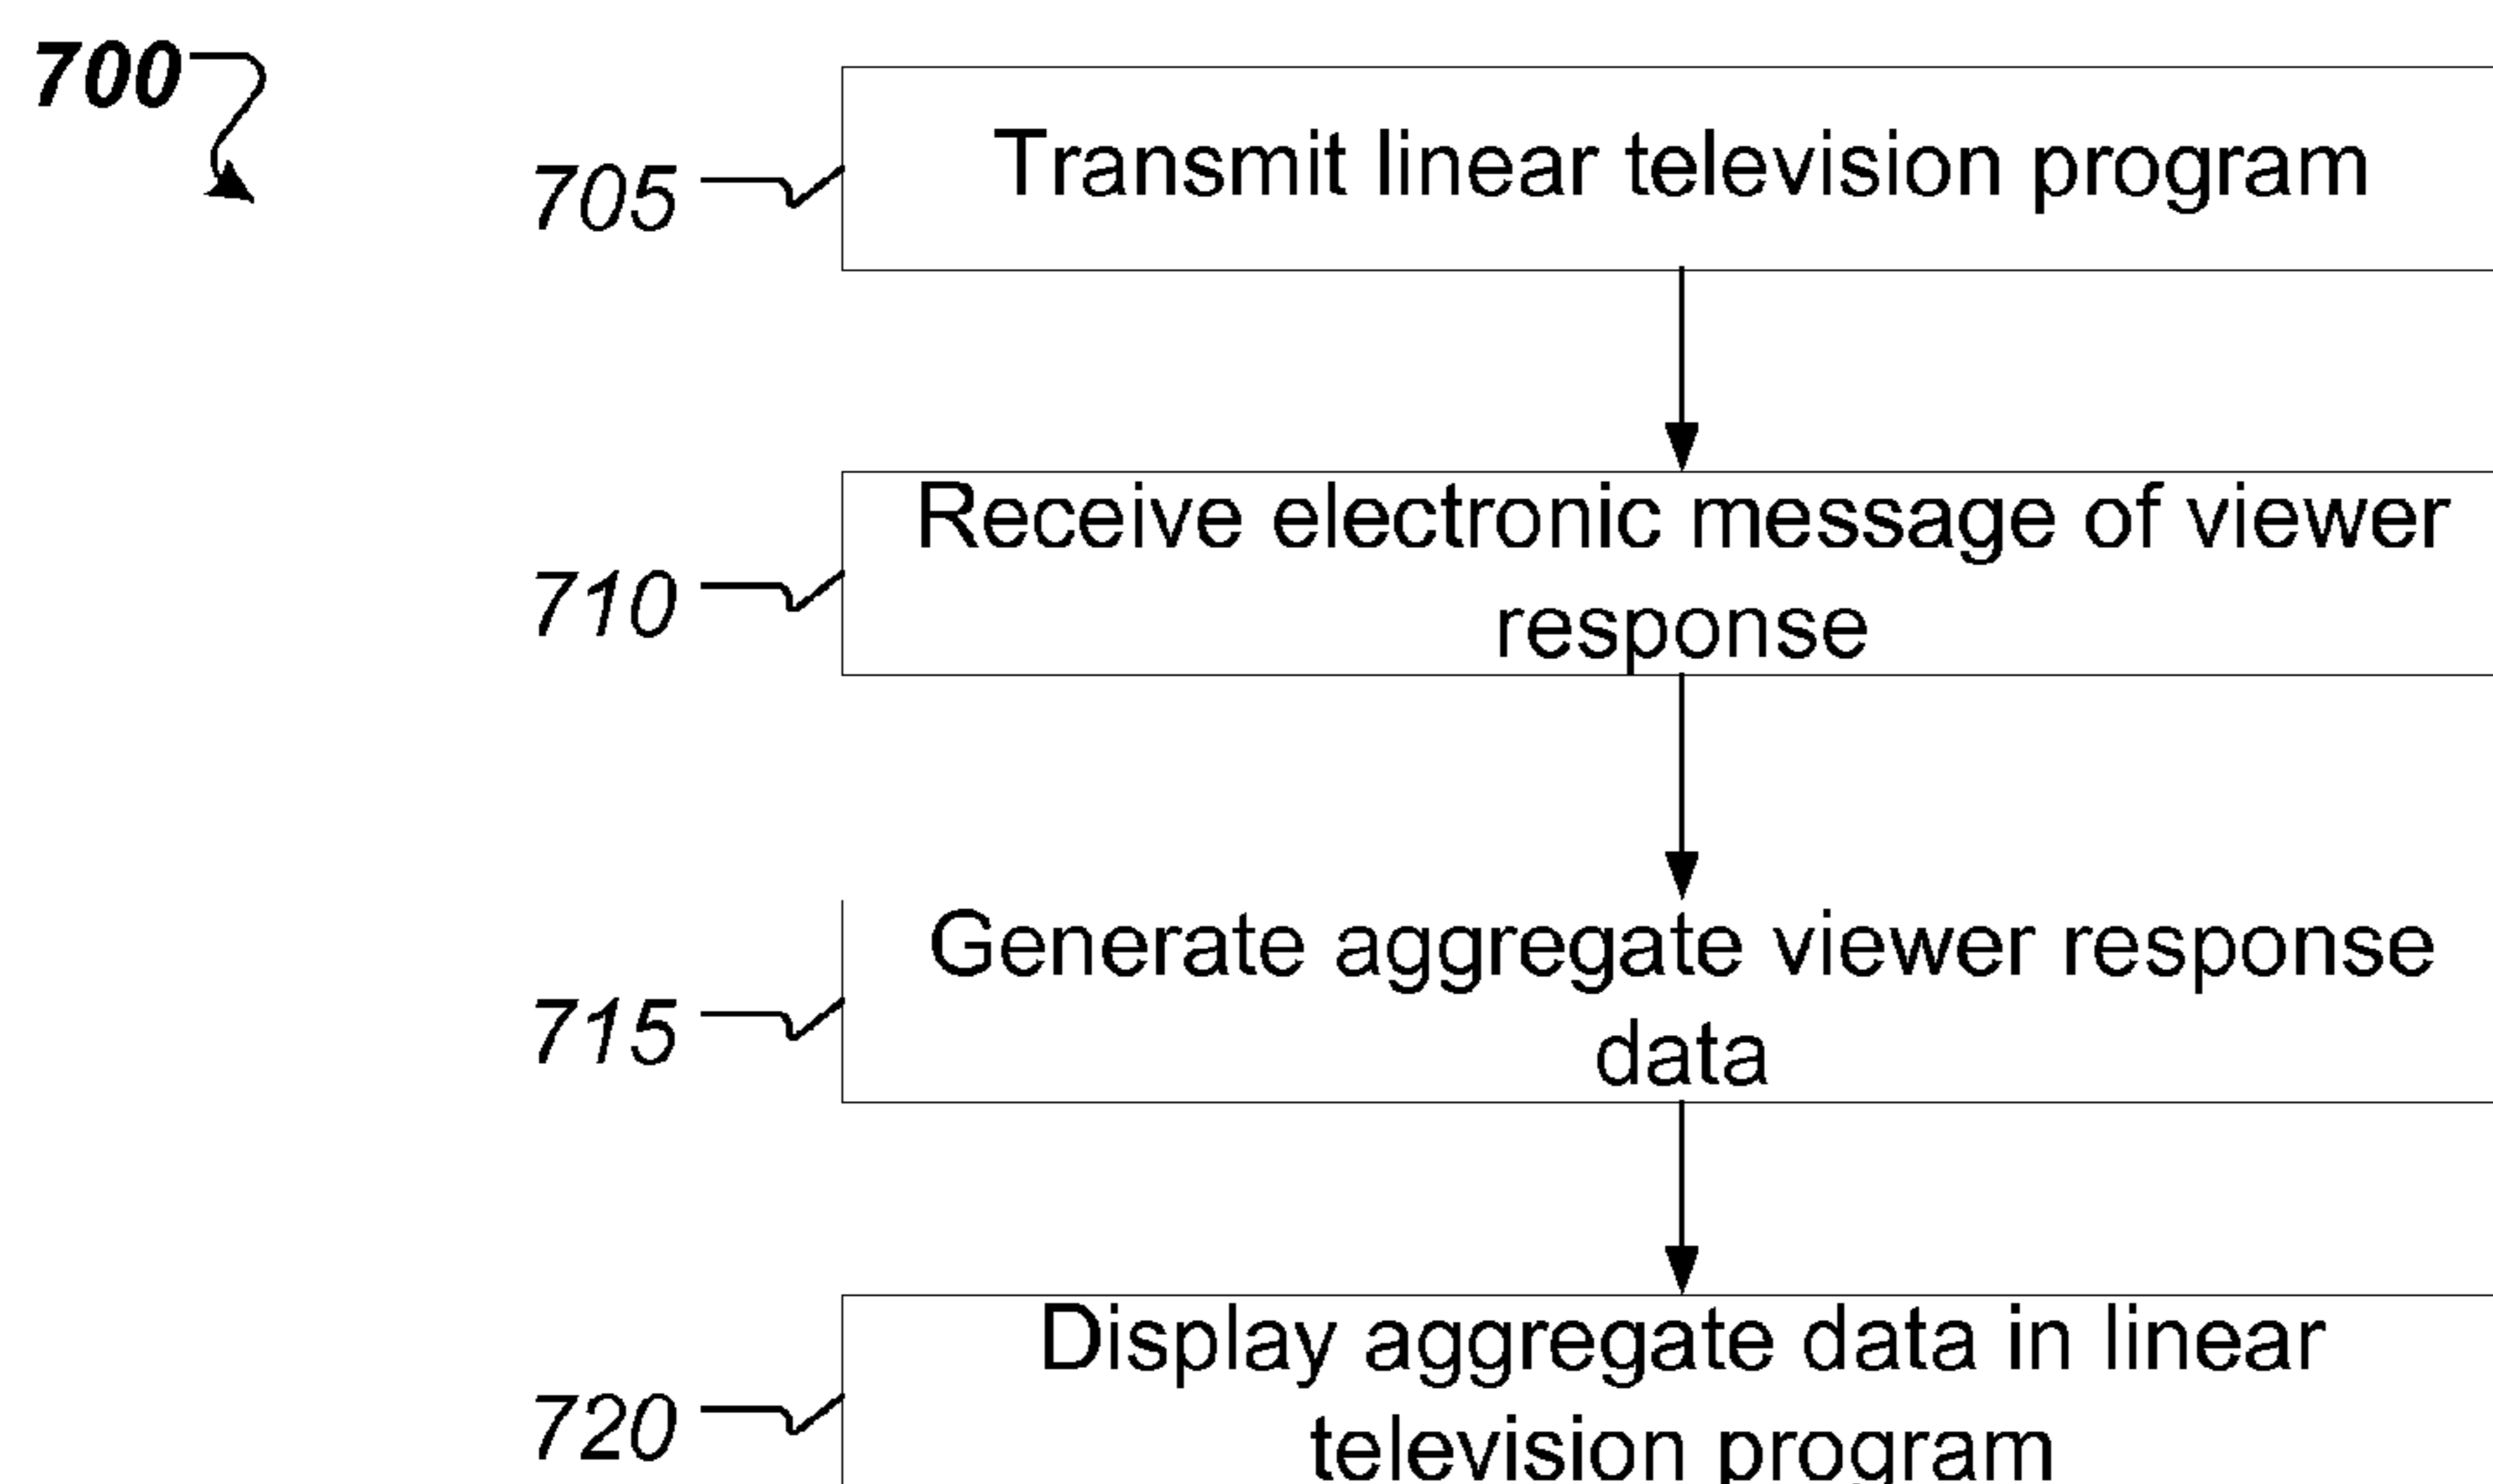 700
705
Transmit linear television program
710
Receive electronic message of viewer
response
715
Generate aggregate viewer response
data
720
Display aggregate data in linear
television program